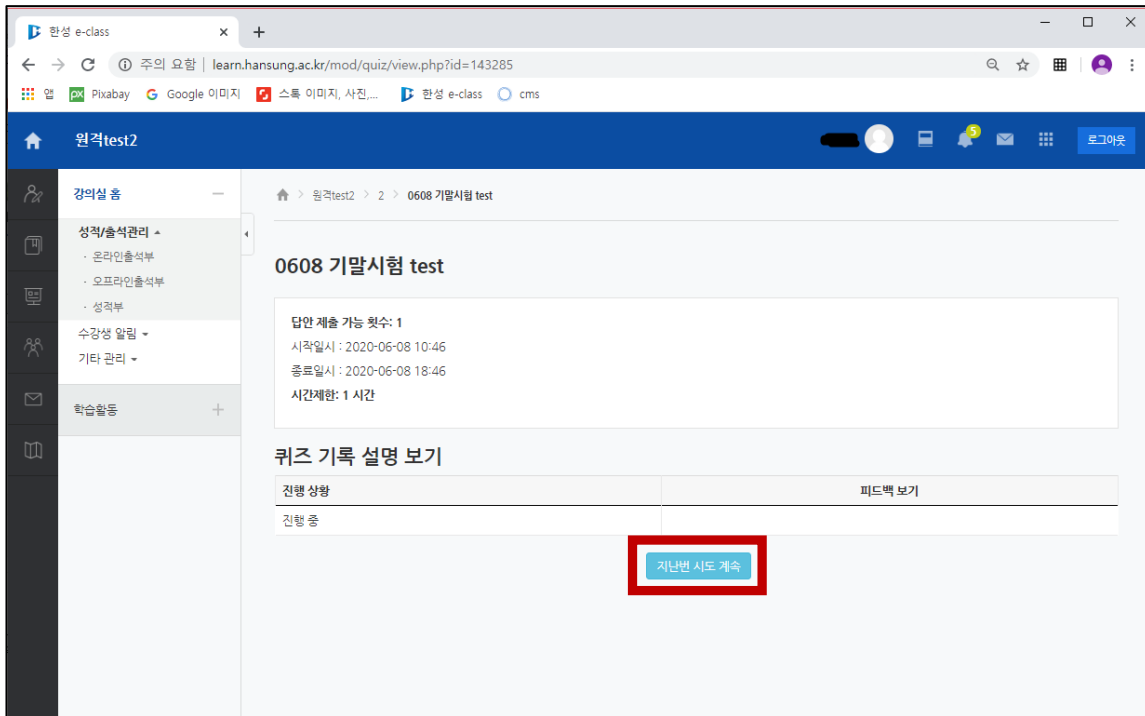 한성 e-class
주의 요함 | learn.hansung.ac.kr/mod/quiz/view.php?id=143285
앱 px Pixabay G Google 이미지 스톡 이미지, 사진,... 한성 e-class cms
원격test2 5 로그아웃
강의실 홈
원격test2 > 2 > 0608 기말시험 test
성적/출석관리
· 온라인출석부
· 오프라인출석부
· 성적부
수강생 알림
기타 관리
학습활동
0608 기말시험 test
답안 제출 가능 횟수: 1
시작일시 : 2020-06-08 10:46
종료일시 : 2020-06-08 18:46
시간제한: 1 시간
퀴즈 기록 설명 보기
진행 상황 피드백 보기
진행 중
지난번 시도 계속